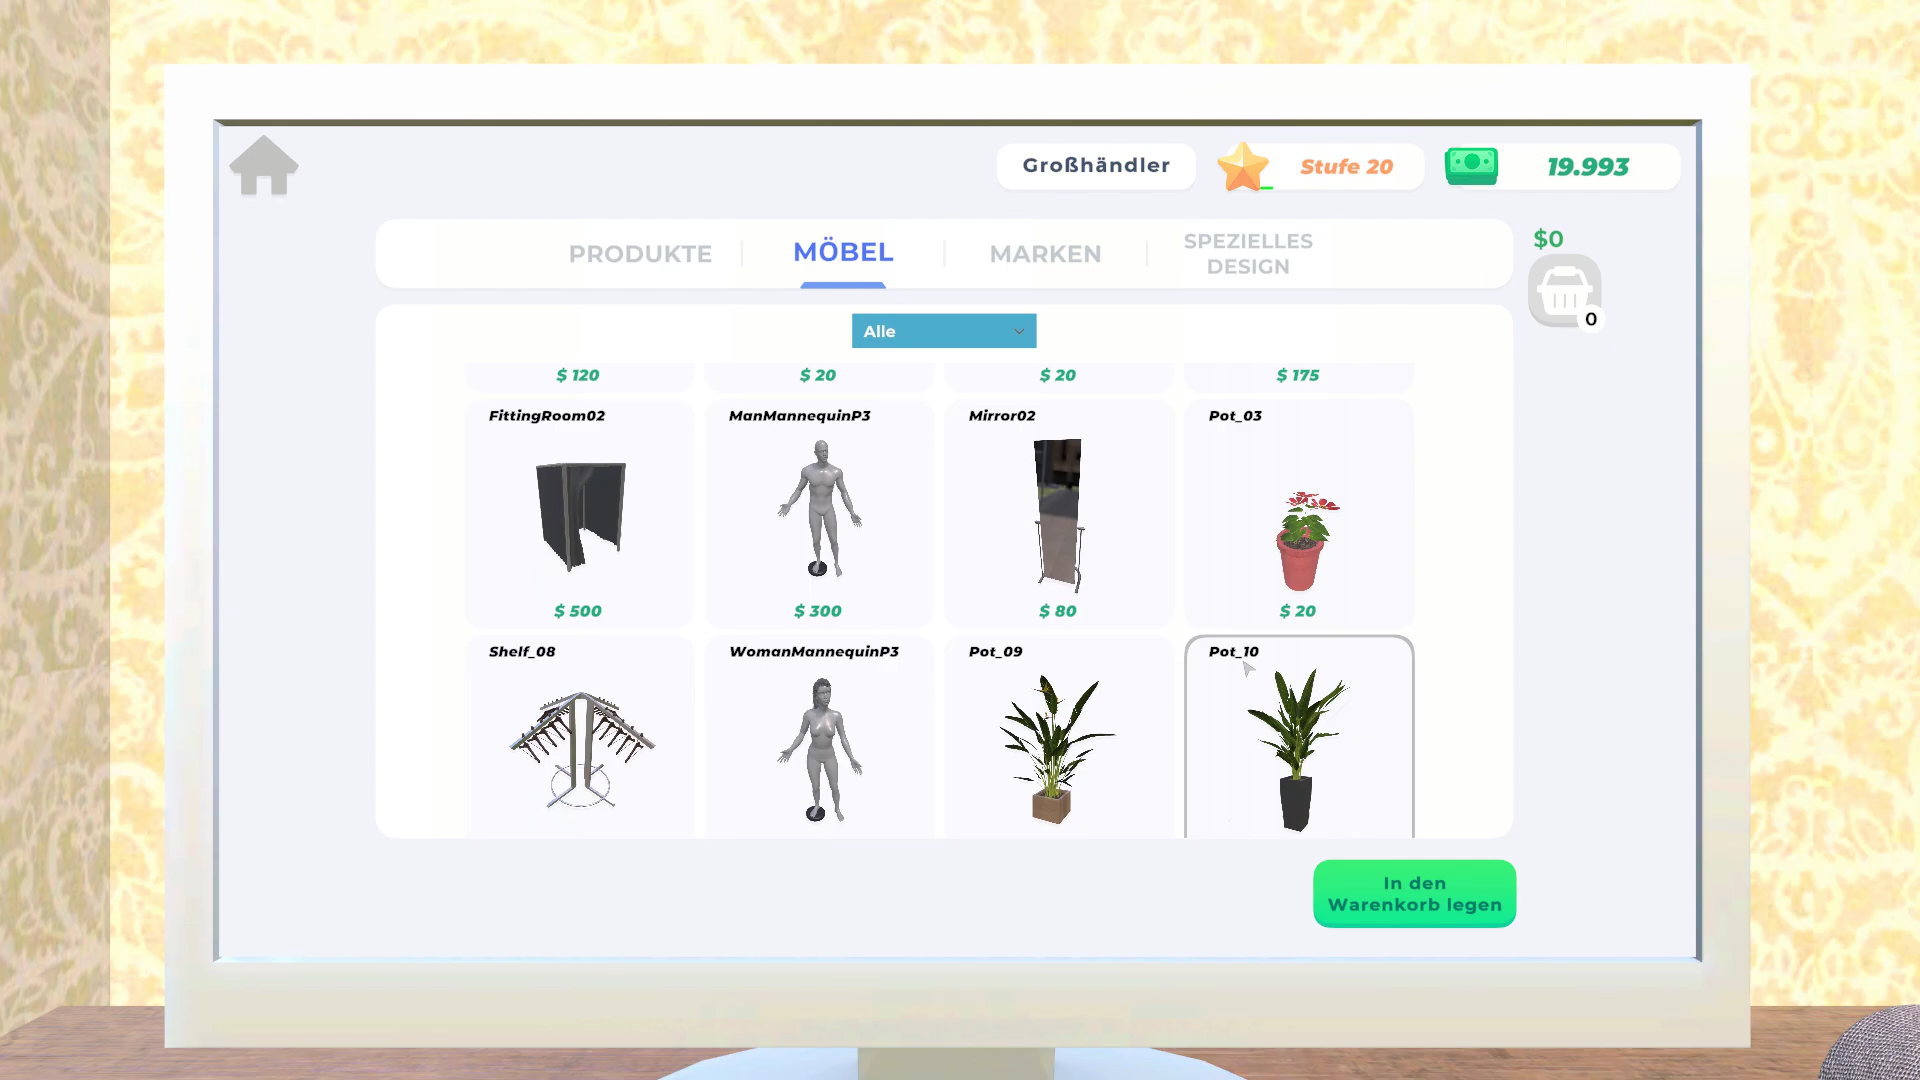 Großhändler
Stufe 20
19.993
PRODUKTE
MÖBEL
MARKEN
SPEZIELLES
DESIGN
$0
0
Alle
$ 120
$ 20
$ 20
$ 175
FittingRoom02
ManMannequinP3
Mirror02
Pot_03
$ 500
$ 300
$ 80
$ 20
Shelf_08
WomanMannequinP3
Pot_09
Pot_10
In den
Warenkorb legen